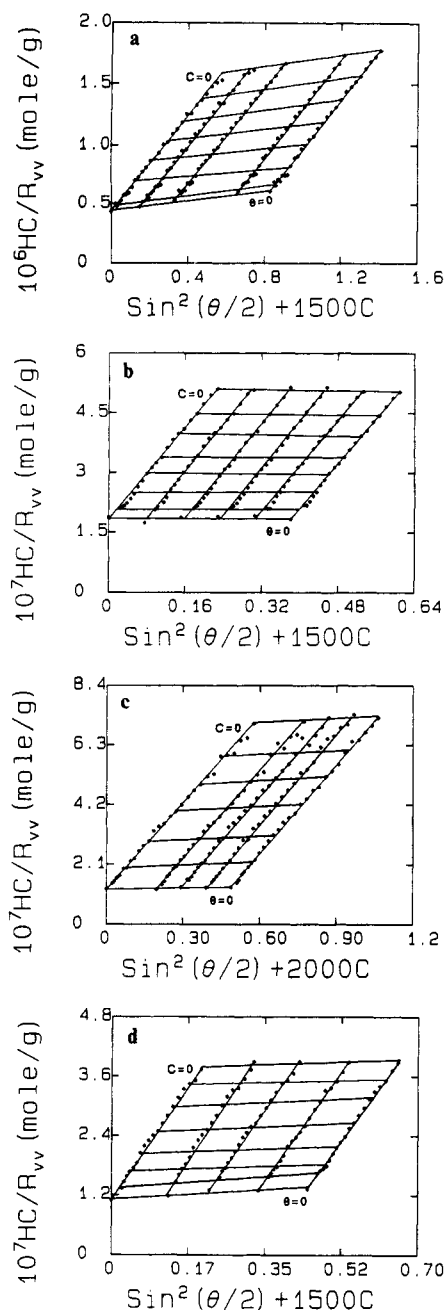 a
10⁶HC/Rvv (mole/g)
2.0
1.5
1.0
0.5
0
C=0
θ=0
0 0.4 0.8 1.2 1.6
Sin²(θ/2)+1500C
b
10⁷HC/Rvv (mole/g)
6
4.5
3
1.5
0
C=0
θ=0
0 0.16 0.32 0.48 0.64
Sin²(θ/2)+1500C
c
10⁷HC/Rvv (mole/g)
8.4
6.3
4.2
2.1
0
C=0
θ=0
0 0.30 0.60 0.90 1.2
Sin²(θ/2)+2000C
d
10⁷HC/Rvv (mole/g)
4.8
3.6
2.4
1.2
0
C=0
θ=0
0 0.17 0.35 0.52 0.70
Sin²(θ/2)+1500C